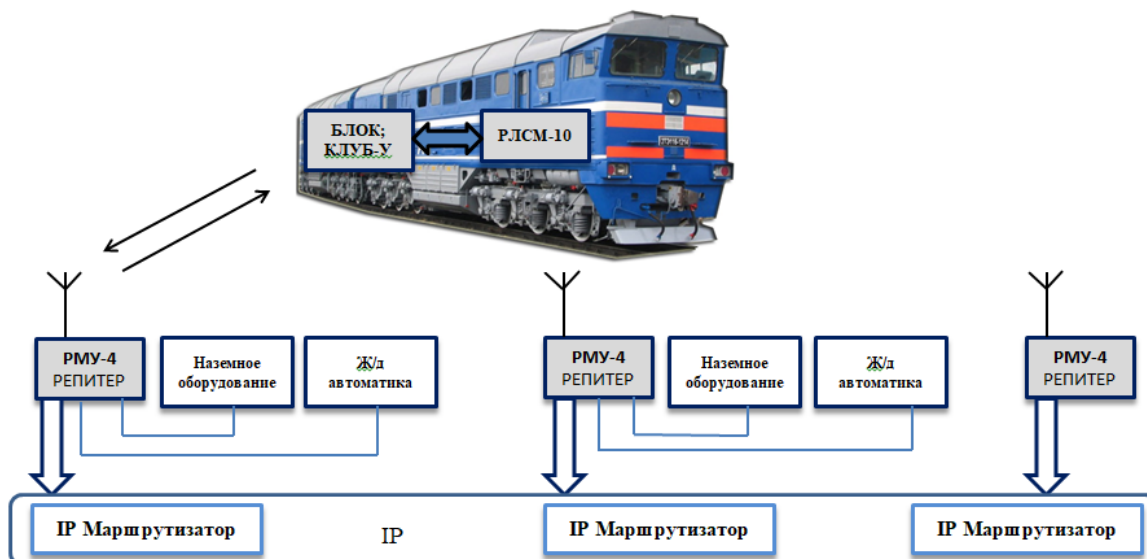 БЛОК;
КЛУБ-У
РЛСМ-10
РМУ-4
РЕПИТЕР
Наземное
оборудование
Ж/д
автоматика
РМУ-4
РЕПИТЕР
Наземное
оборудование
Ж/д
автоматика
РМУ-4
РЕПИТЕР
IP Маршрутизатор
IP
IP Маршрутизатор
IP Маршрутизатор